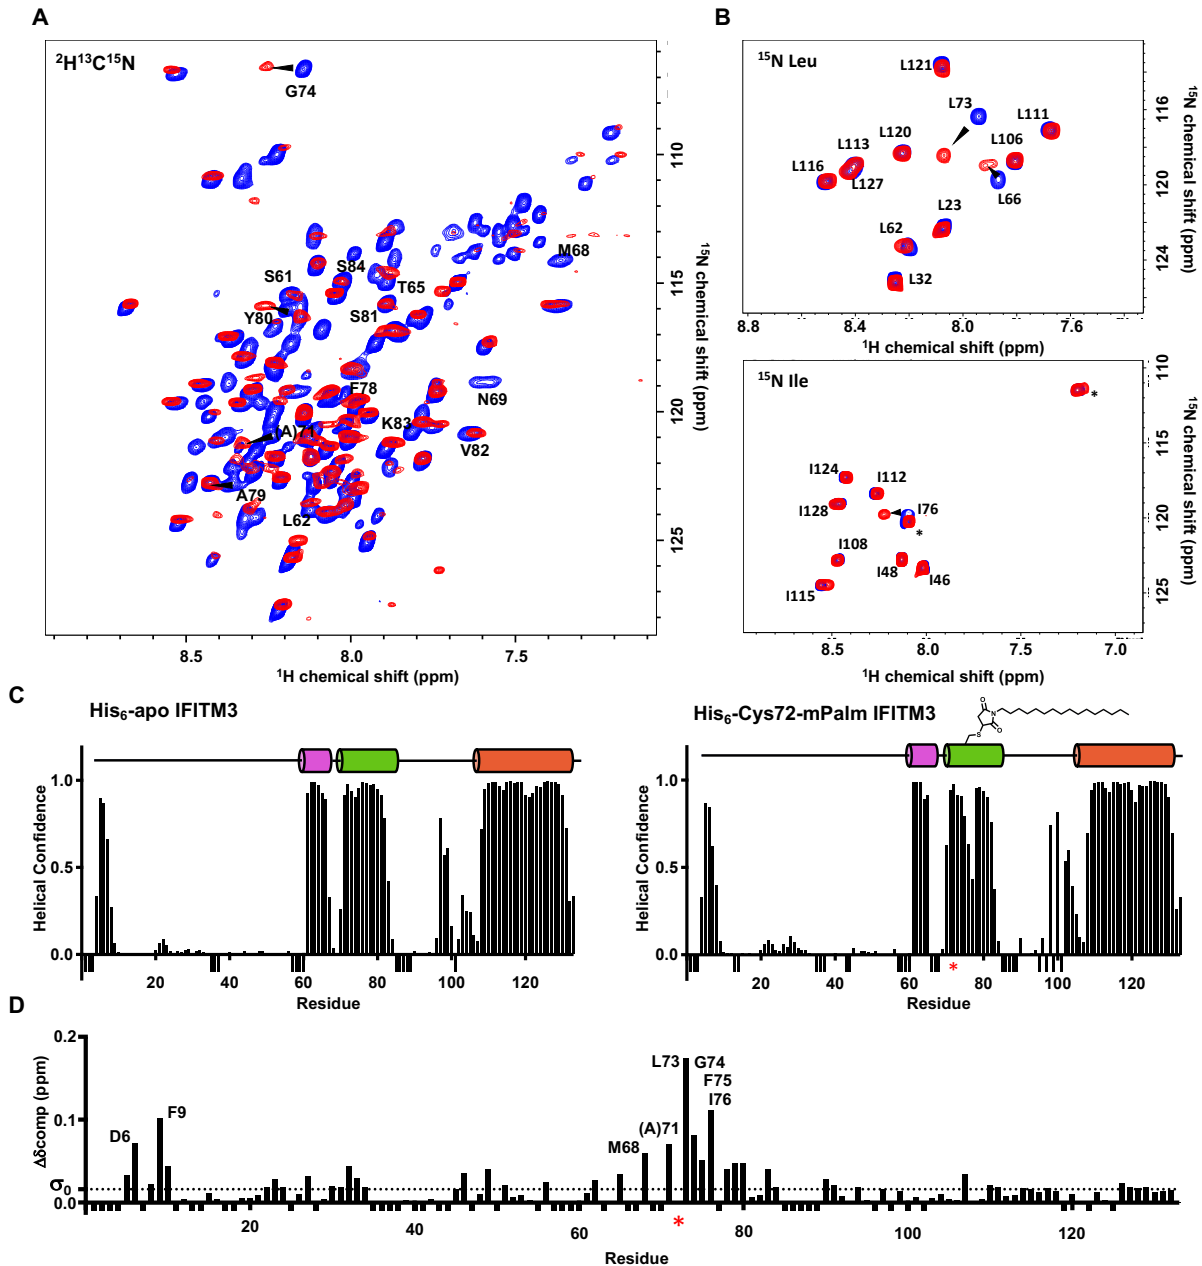 A
²H¹³C¹⁵N
G74
M68
S84
S61
T65
Y80
S81
F78
N69
(A)71
K83
V82
A79
L62
110
115
120
125
¹⁵N chemical shift (ppm)
8.5
8.0
7.5
¹H chemical shift (ppm)
B
¹⁵N Leu
L121
L73
L111
L120
L113
L106
L116
L127
L66
L23
L62
L32
116
120
124
¹⁵N chemical shift (ppm)
8.8
8.4
8.0
7.6
¹H chemical shift (ppm)
¹⁵N Ile
*
I124
I112
I128
I76
*
I108
I48
I46
I115
110
115
120
125
¹⁵N chemical shift (ppm)
8.5
8.0
7.5
7.0
¹H chemical shift (ppm)
C
His₆-apo IFITM3
1.0
0.5
0.0
Helical Confidence
20
40
60
80
100
120
Residue
His₆-Cys72-mPalm IFITM3
O
N
S
O
1.0
0.5
0.0
Helical Confidence
20
40
60
*
80
100
120
Residue
D
0.2
0.1
σ₀
0.0
Δδcomp (ppm)
D6
F9
M68
(A)71
L73
G74
F75
I76
20
40
60
*
80
100
120
Residue